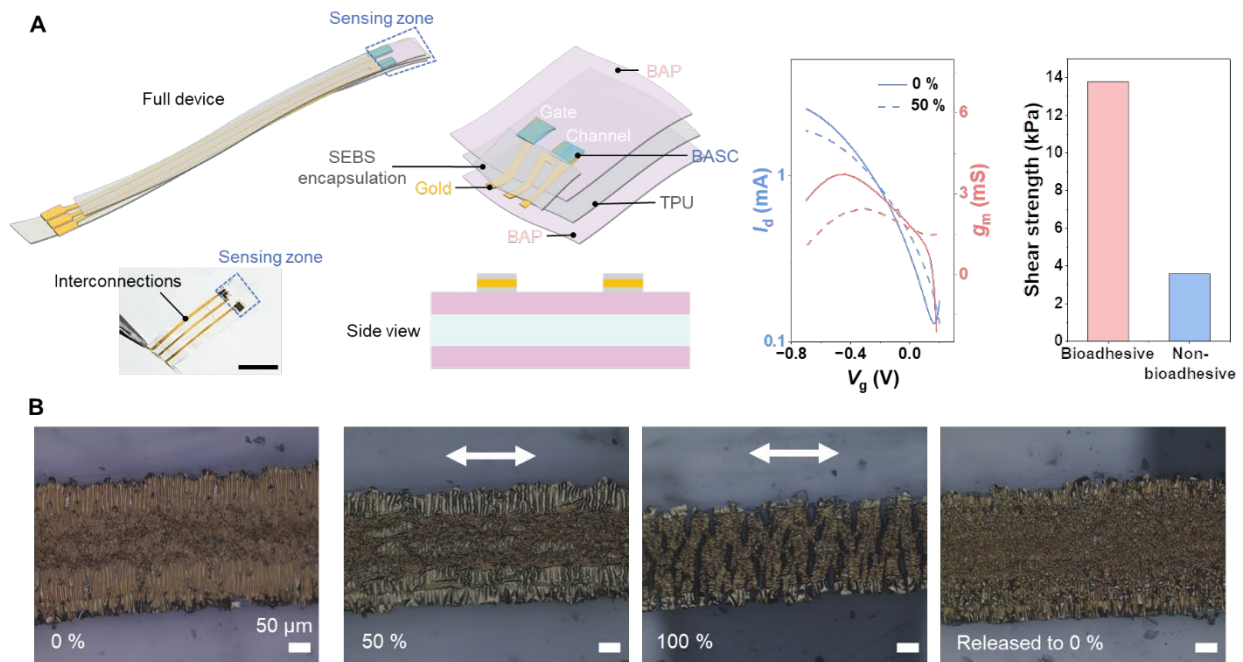 A
Sensing zone
Full device
Interconnections
Sensing zone
BAP
Gate
Channel
SEBS
encapsulation
BASC
Gold
TPU
BAP
Side view
0 %
50 %
1
0.1
I_d (mA)
6
3
0
g_m (mS)
−0.8
−0.4
0.0
V_g (V)
Shear strength (kPa)
14
12
10
8
6
4
2
0
Bioadhesive
Non-
bioadhesive
B
0 %
50 µm
50 %
100 %
Released to 0 %